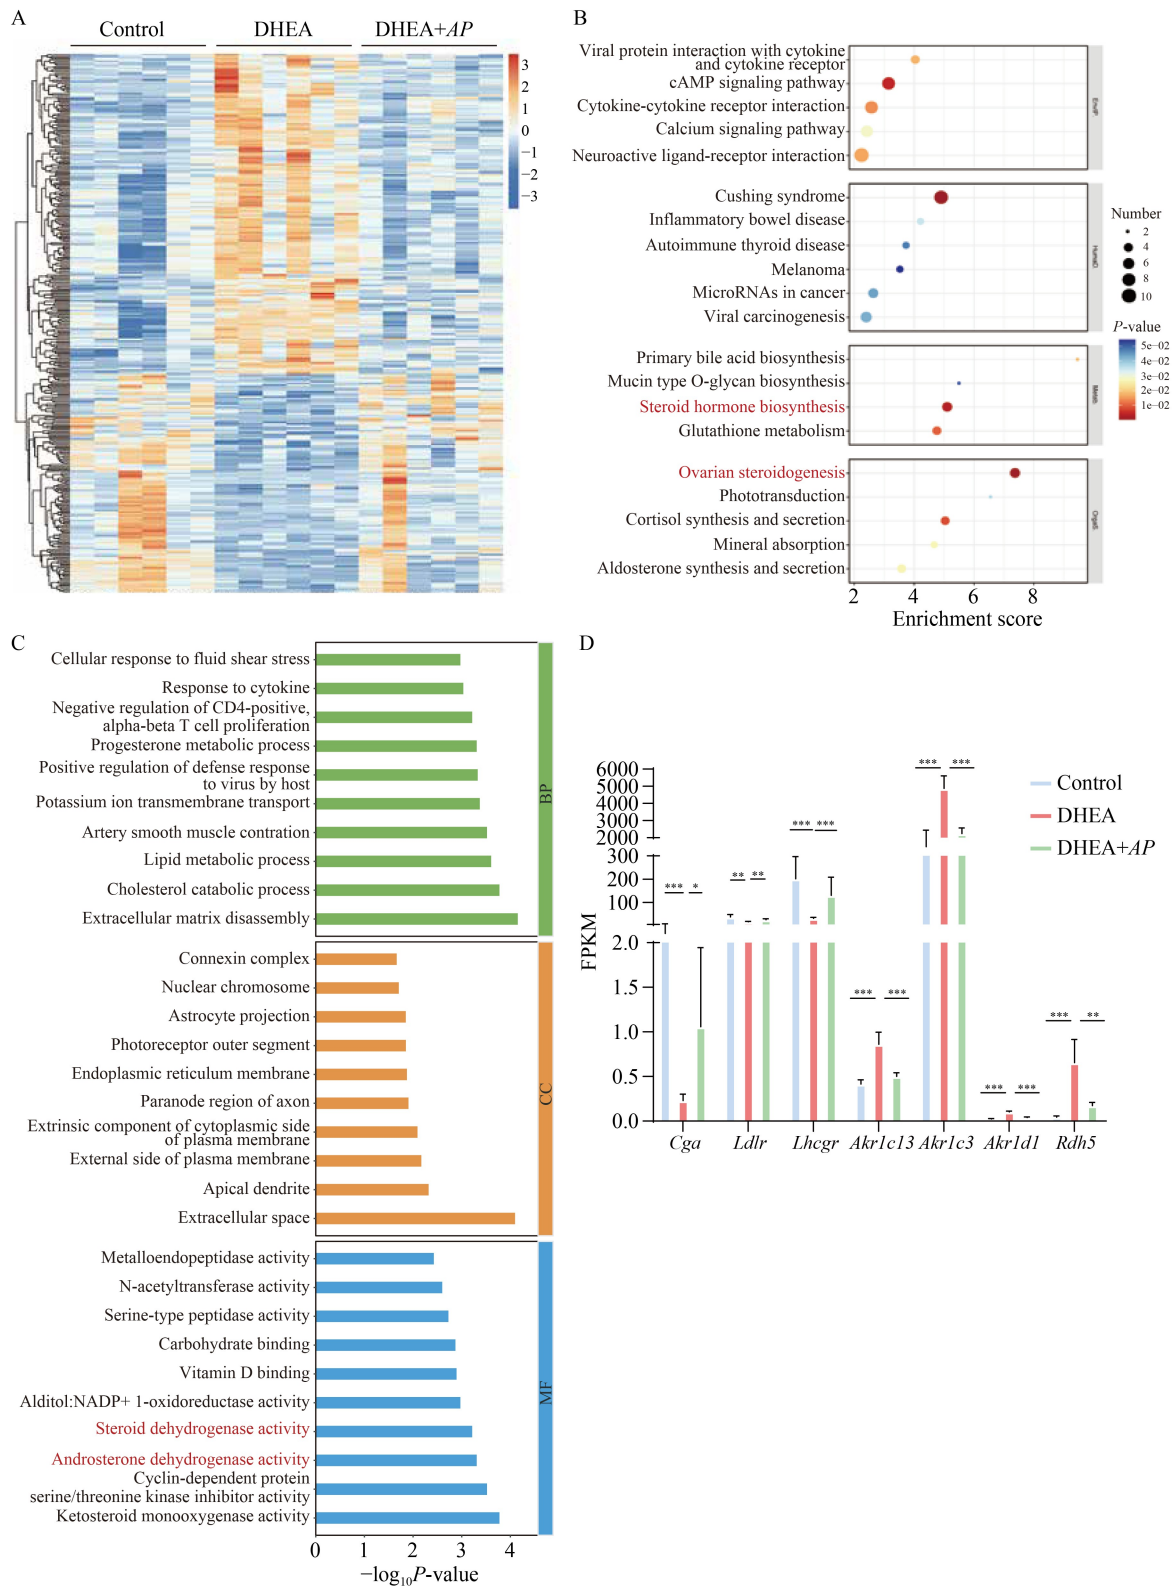 A
Control
DHEA
DHEA+AP
3
2
1
0
−1
−2
−3
B
Viral protein interaction with cytokine
and cytokine receptor
cAMP signaling pathway
Cytokine-cytokine receptor interaction
Calcium signaling pathway
Neuroactive ligand-receptor interaction
EnvIP
Cushing syndrome
Inflammatory bowel disease
Autoimmune thyroid disease
Melanoma
MicroRNAs in cancer
Viral carcinogenesis
HumaD
Primary bile acid biosynthesis
Mucin type O-glycan biosynthesis
Steroid hormone biosynthesis
Glutathione metabolism
Metab
Ovarian steroidogenesis
Phototransduction
Cortisol synthesis and secretion
Mineral absorption
Aldosterone synthesis and secretion
OrgaS
2
4
6
8
Enrichment score
Number
2
4
6
8
10
P-value
5e−02
4e−02
3e−02
2e−02
1e−02
C
Cellular response to fluid shear stress
Response to cytokine
Negative regulation of CD4-positive,
alpha-beta T cell proliferation
Progesterone metabolic process
Positive regulation of defense response
to virus by host
Potassium ion transmembrane transport
Artery smooth muscle contration
Lipid metabolic process
Cholesterol catabolic process
Extracellular matrix disassembly
BP
Connexin complex
Nuclear chromosome
Astrocyte projection
Photoreceptor outer segment
Endoplasmic reticulum membrane
Paranode region of axon
Extrinsic component of cytoplasmic side
of plasma membrane
External side of plasma membrane
Apical dendrite
Extracellular space
CC
Metalloendopeptidase activity
N-acetyltransferase activity
Serine-type peptidase activity
Carbohydrate binding
Vitamin D binding
Alditol:NADP+ 1-oxidoreductase activity
Steroid dehydrogenase activity
Androsterone dehydrogenase activity
Cyclin-dependent protein
serine/threonine kinase inhibitor activity
Ketosteroid monooxygenase activity
MF
0
1
2
3
4
−log10P-value
D
FPKM
6000
5000
4000
3000
2000
300
200
100
2.0
1.5
1.0
0.5
0.0
*** *
** **
*** ***
*** ***
*** ***
*** ***
*** **
Cga
Ldlr
Lhcgr
Akr1c13
Akr1c3
Akr1d1
Rdh5
Control
DHEA
DHEA+AP